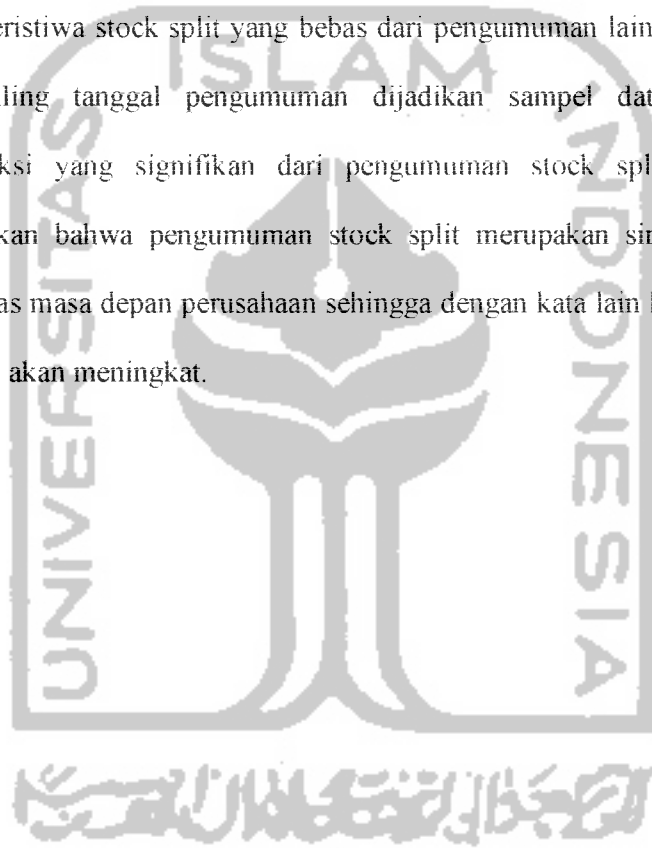 eristiwa stock split yang bebas dari pengumuman lain
ling tanggal pengumuman dijadikan sampel dat
ksi yang signifikan dari pengumuman stock spl
kan bahwa pengumuman stock split merupakan sin
as masa depan perusahaan sehingga dengan kata lain
akan meningkat.
ISLAM
UNIVERSITAS
INDONESIA